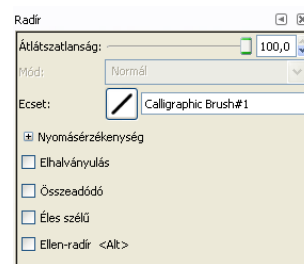 Radír
Átlátszatlanság: 100,0
Mód: Normál
Ecset: Calligraphic Brush#1
Nyomásérzékenység
Elhalványulás
Összeadódó
Éles szélű
Ellen-radír <Alt>